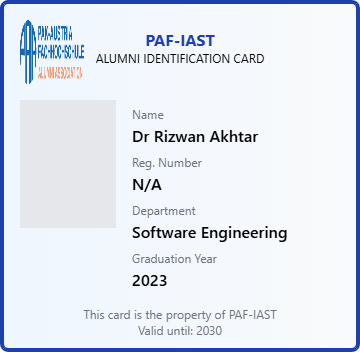 PAK-AUSTRIA
FACHHOCHSCHULE
ALUMNI ASSOCIATION
PAF-IAST
ALUMNI IDENTIFICATION CARD
Name
Dr Rizwan Akhtar
Reg. Number
N/A
Department
Software Engineering
Graduation Year
2023
This card is the property of PAF-IAST
Valid until: 2030